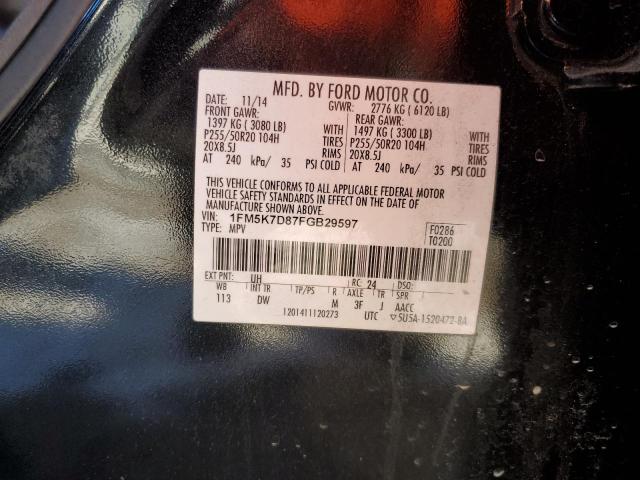 MFD. BY FORD MOTOR CO.
DATE: 11/14 GVWR: 2776 KG ( 6120 LB)
FRONT GAWR: REAR GAWR:
1397 KG ( 3080 LB) WITH 1497 KG ( 3300 LB) WITH
P255/50R20 104H TIRES P255/50R20 104H TIRES
20X8.5J RIMS 20X8.5J RIMS
AT 240 kPa/ 35 PSI COLD AT 240 kPa/ 35 PSI COLD
THIS VEHICLE CONFORMS TO ALL APPLICABLE FEDERAL MOTOR
VEHICLE SAFETY STANDARDS IN EFFECT ON THE DATE OF
MANUFACTURE SHOWN ABOVE.
VIN: 1FM5K7D87FGB29597 F0286
TYPE: MPV T0200
EXT PNT: UH RC: 24 DSO:
WB INT TR TP/PS R AXLE TR SPR
113 DW M 3F J AACC
1201411120273 UTC ▽5U5A-1520472-BA